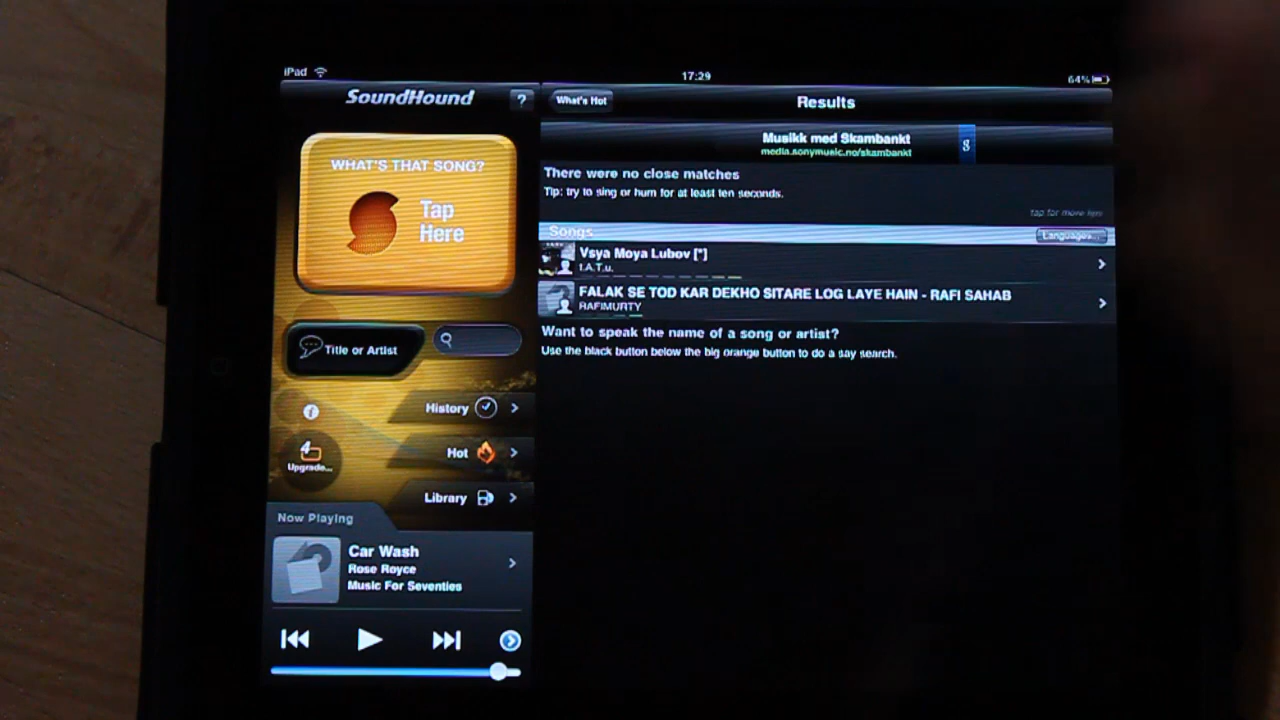 iPad 17:29 64%
SoundHound ?
What's Hot
Results
WHAT'S THAT SONG?
Tap
Here
Title or Artist
History
Hot
4
Upgrade...
Library
Now Playing
Car Wash
Rose Royce
Music For Seventies
Musikk med Skambankt
media.sonymusic.no/skambankt
g
There were no close matches
Tip: try to sing or hum for at least ten seconds.
tap for more tips
Songs
Languages...
Vsya Moya Lubov [*]
t.A.T.u.
FALAK SE TOD KAR DEKHO SITARE LOG LAYE HAIN - RAFI SAHAB
RAFIMURTY
Want to speak the name of a song or artist?
Use the black button below the big orange button to do a say search.